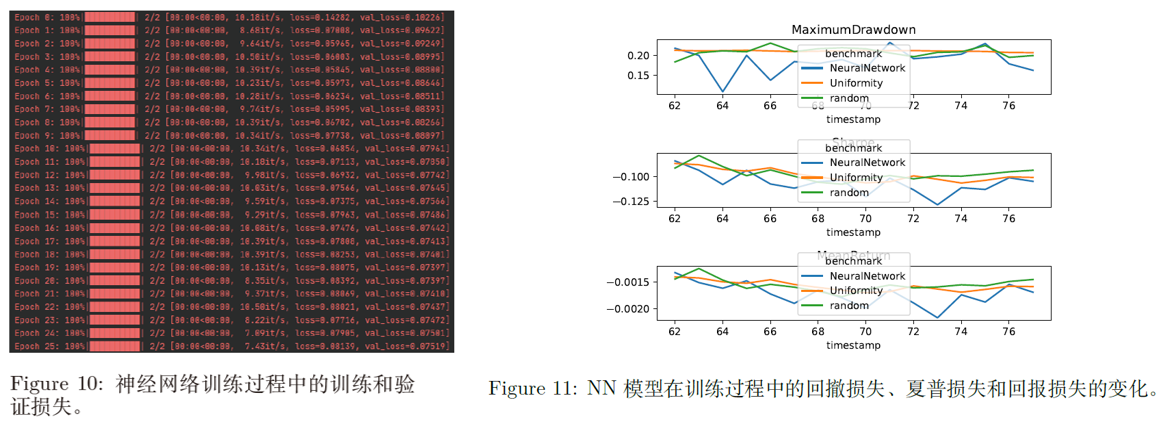 Epoch 0: 100%| 2/2 [00:00<00:00, 10.18it/s, loss=0.14282, val_loss=0.10226]
Epoch 1: 100%| 2/2 [00:00<00:00, 8.68it/s, loss=0.07008, val_loss=0.09622]
Epoch 2: 100%| 2/2 [00:00<00:00, 9.64it/s, loss=0.05965, val_loss=0.09249]
Epoch 3: 100%| 2/2 [00:00<00:00, 10.58it/s, loss=0.06003, val_loss=0.08995]
Epoch 4: 100%| 2/2 [00:00<00:00, 10.39it/s, loss=0.05845, val_loss=0.08800]
Epoch 5: 100%| 2/2 [00:00<00:00, 10.23it/s, loss=0.05973, val_loss=0.08646]
Epoch 6: 100%| 2/2 [00:00<00:00, 10.28it/s, loss=0.06234, val_loss=0.08511]
Epoch 7: 100%| 2/2 [00:00<00:00, 9.74it/s, loss=0.05995, val_loss=0.08393]
Epoch 8: 100%| 2/2 [00:00<00:00, 10.39it/s, loss=0.06702, val_loss=0.08266]
Epoch 9: 100%| 2/2 [00:00<00:00, 10.34it/s, loss=0.07738, val_loss=0.08097]
Epoch 10: 100%| 2/2 [00:00<00:00, 10.34it/s, loss=0.06856, val_loss=0.07961]
Epoch 11: 100%| 2/2 [00:00<00:00, 10.18it/s, loss=0.07113, val_loss=0.07850]
Epoch 12: 100%| 2/2 [00:00<00:00, 9.98it/s, loss=0.06932, val_loss=0.07742]
Epoch 13: 100%| 2/2 [00:00<00:00, 10.03it/s, loss=0.07566, val_loss=0.07645]
Epoch 14: 100%| 2/2 [00:00<00:00, 9.59it/s, loss=0.07375, val_loss=0.07566]
Epoch 15: 100%| 2/2 [00:00<00:00, 9.29it/s, loss=0.07963, val_loss=0.07486]
Epoch 16: 100%| 2/2 [00:00<00:00, 10.08it/s, loss=0.07476, val_loss=0.07442]
Epoch 17: 100%| 2/2 [00:00<00:00, 10.39it/s, loss=0.07808, val_loss=0.07413]
Epoch 18: 100%| 2/2 [00:00<00:00, 10.39it/s, loss=0.08253, val_loss=0.07401]
Epoch 19: 100%| 2/2 [00:00<00:00, 10.13it/s, loss=0.08075, val_loss=0.07397]
Epoch 20: 100%| 2/2 [00:00<00:00, 8.35it/s, loss=0.08392, val_loss=0.07397]
Epoch 21: 100%| 2/2 [00:00<00:00, 9.37it/s, loss=0.08069, val_loss=0.07410]
Epoch 22: 100%| 2/2 [00:00<00:00, 10.50it/s, loss=0.08021, val_loss=0.07437]
Epoch 23: 100%| 2/2 [00:00<00:00, 8.22it/s, loss=0.07716, val_loss=0.07472]
Epoch 24: 100%| 2/2 [00:00<00:00, 7.89it/s, loss=0.07905, val_loss=0.07501]
Epoch 25: 100%| 2/2 [00:00<00:00, 7.43it/s, loss=0.08139, val_loss=0.07519]
Figure 10: 神经网络训练过程中的训练和验
证损失。
MaximumDrawdown
0.20
0.15
benchmark
NeuralNetwork
Uniformity
random
62 64 66 68 70 72 74 76
timestamp
Sharpe
−0.100
−0.125
benchmark
NeuralNetwork
Uniformity
random
62 64 66 68 70 72 74 76
timestamp
MeanReturn
−0.0015
−0.0020
benchmark
NeuralNetwork
Uniformity
random
62 64 66 68 70 72 74 76
timestamp
Figure 11: NN 模型在训练过程中的回撤损失、夏普损失和回报损失的变化。